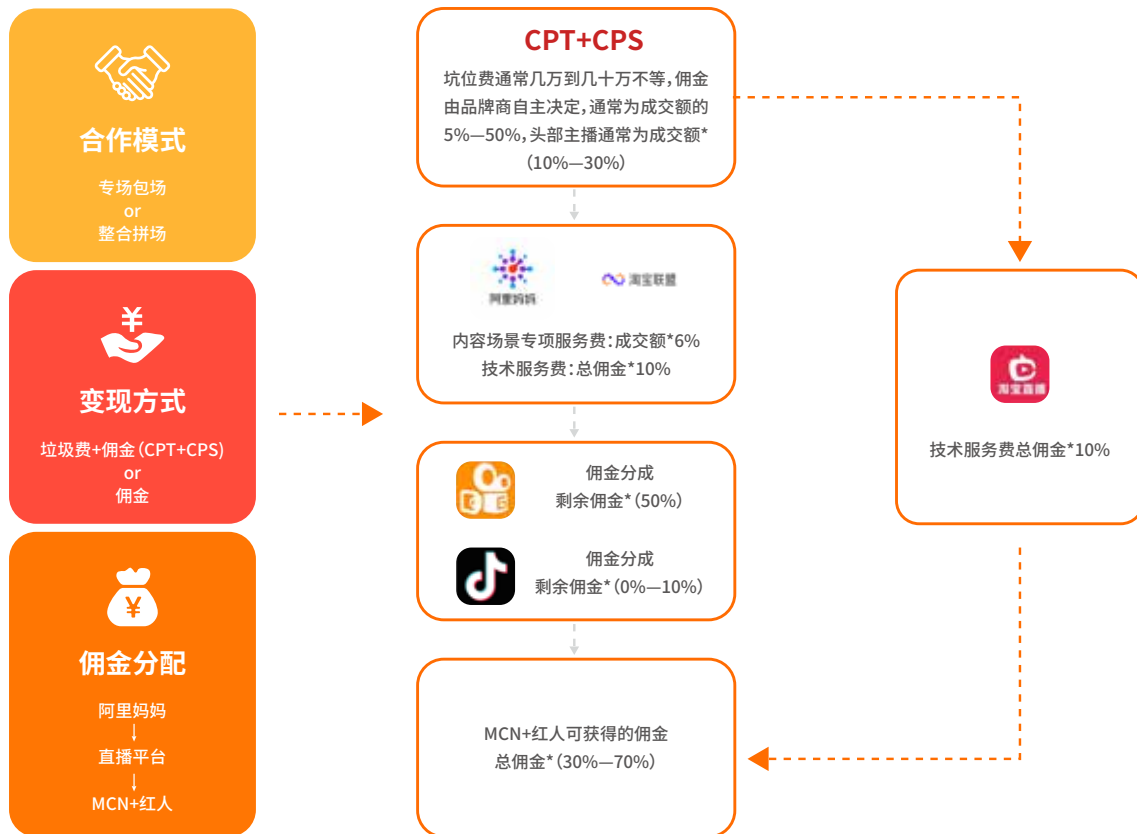 合作模式
专场包场
or
整合拼场
变现方式
垃圾费+佣金(CPT+CPS)
or
佣金
佣金分配
阿里妈妈
↓
直播平台
↓
MCN+红人
CPT+CPS
坑位费通常几万到几十万不等,佣金
由品牌商自主决定,通常为成交额的
5%—50%,头部主播通常为成交额*
(10%—30%)
阿里妈妈
淘宝联盟
内容场景专项服务费:成交额*6%
技术服务费:总佣金*10%
佣金分成
剩余佣金*(50%)
佣金分成
剩余佣金*(0%—10%)
MCN+红人可获得的佣金
总佣金*(30%—70%)
淘宝直播
技术服务费总佣金*10%